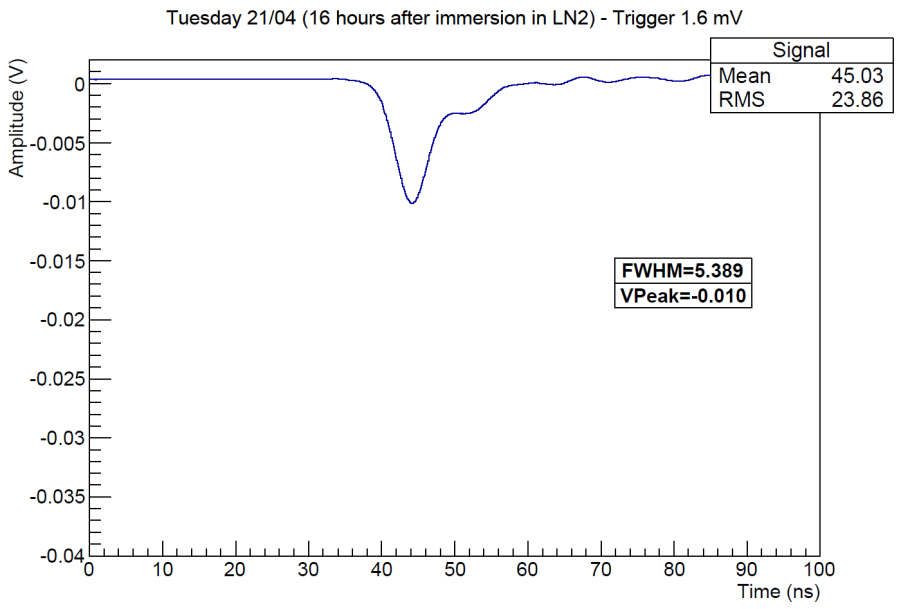 Tuesday 21/04 (16 hours after immersion in LN2) - Trigger 1.6 mV
Signal
Mean 45.03
RMS 23.86
Amplitude (V)
0
-0.005
-0.01
-0.015
-0.02
-0.025
-0.03
-0.035
-0.04
FWHM=5.389
VPeak=-0.010
0 10 20 30 40 50 60 70 80 90 100
Time (ns)